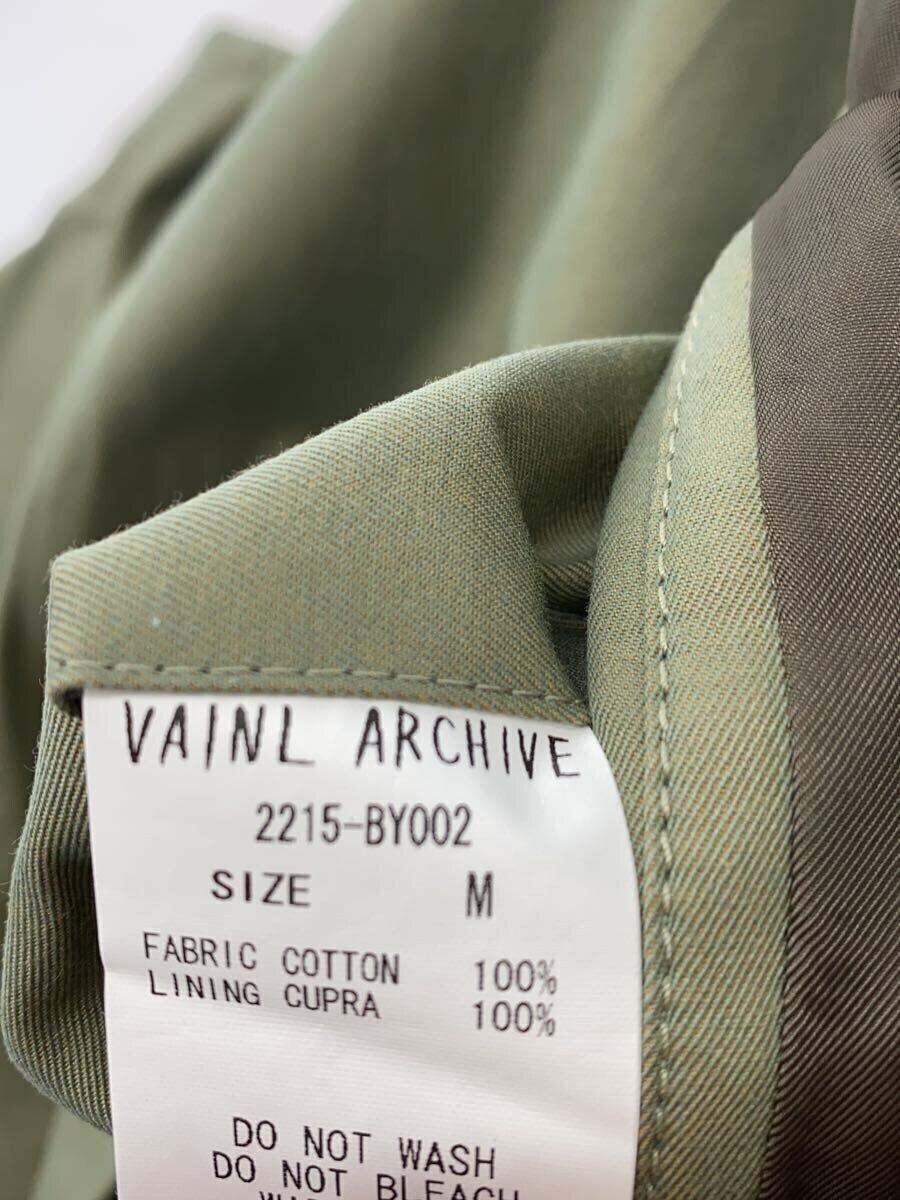 VAINL ARCHIVE
2215-BY002
SIZE M
FABRIC COTTON 100%
LINING CUPRA 100%
DO NOT WASH
DO NOT BLEACH